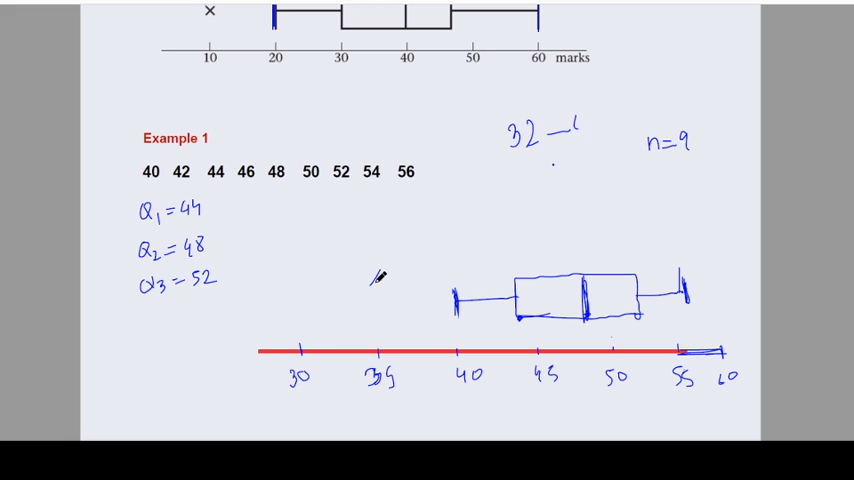 10 20 30 40 50 60 marks
Example 1
32 —
n=9
40 42 44 46 48 50 52 54 56
Q1 = 44
Q2 = 48
Q3 = 52
30 35 40 45 50 55 60